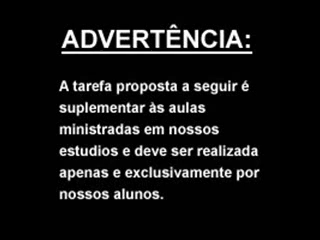 ADVERTÊNCIA:
A tarefa proposta a seguir é
suplementar às aulas
ministradas em nossos
estudios e deve ser realizada
apenas e exclusivamente por
nossos alunos.